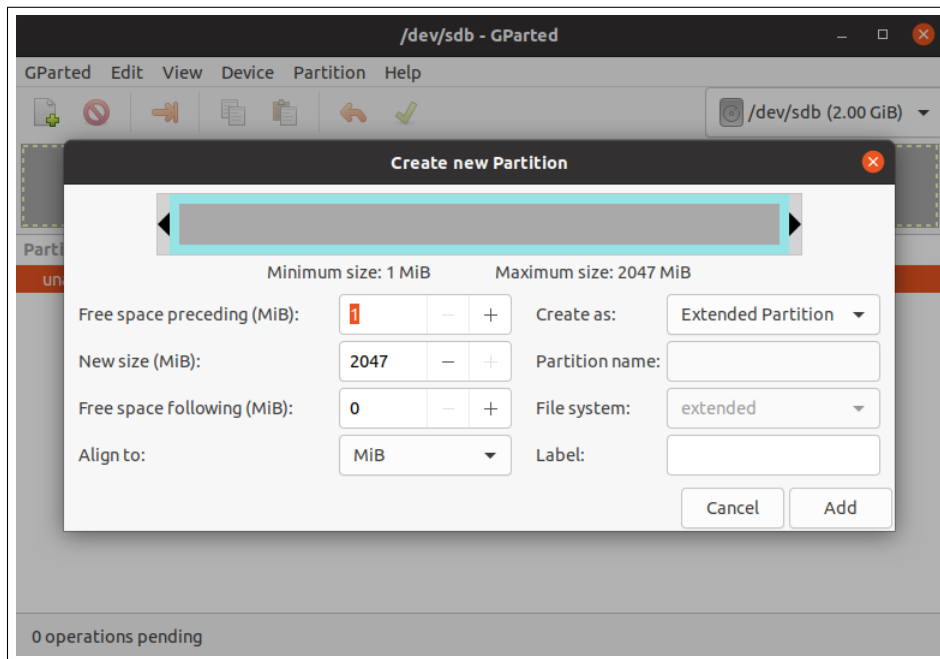 /dev/sdb - GParted
GParted Edit View Device Partition Help
/dev/sdb (2.00 GiB)
Create new Partition
Parti
una
Minimum size: 1 MiB Maximum size: 2047 MiB
Free space preceding (MiB): 1 Create as: Extended Partition
New size (MiB): 2047 Partition name:
Free space following (MiB): 0 File system: extended
Align to: MiB Label:
Cancel Add
0 operations pending